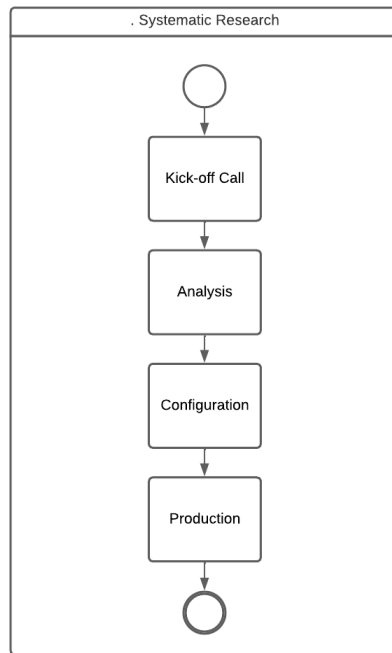 . Systematic Research
Kick-off Call
Analysis
Configuration
Production